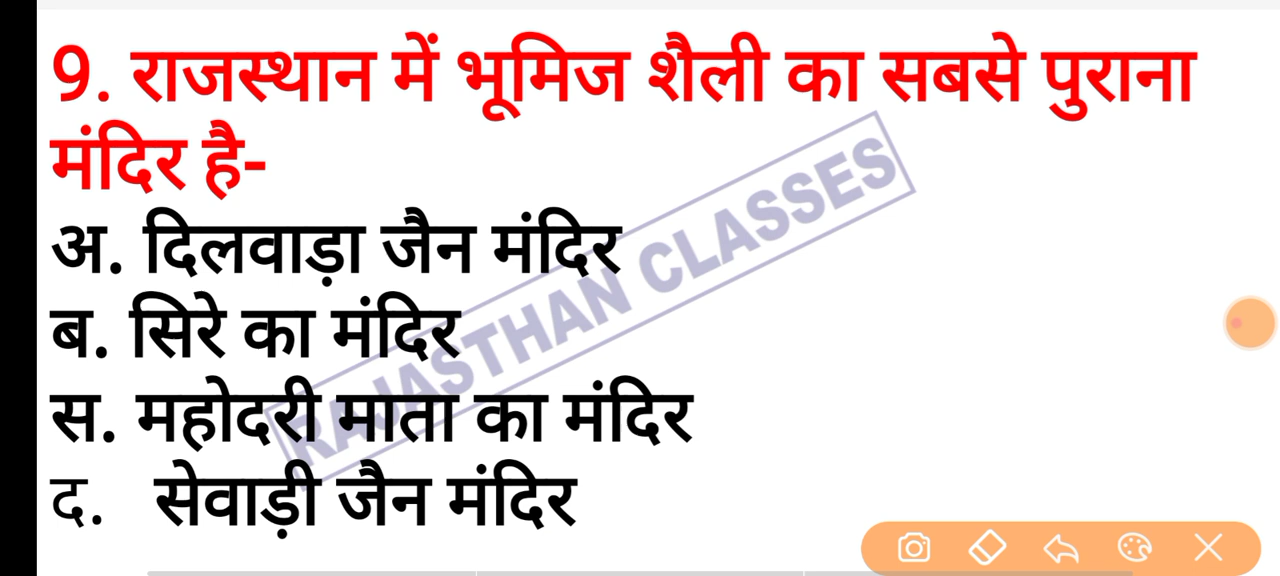 9. राजस्थान में भूमिज शैली का सबसे पुराना
मंदिर है-
अ. दिलवाड़ा जैन मंदिर
ब. सिरे का मंदिर
स. महोदरी माता का मंदिर
द. सेवाड़ी जैन मंदिर
RAJASTHAN CLASSES